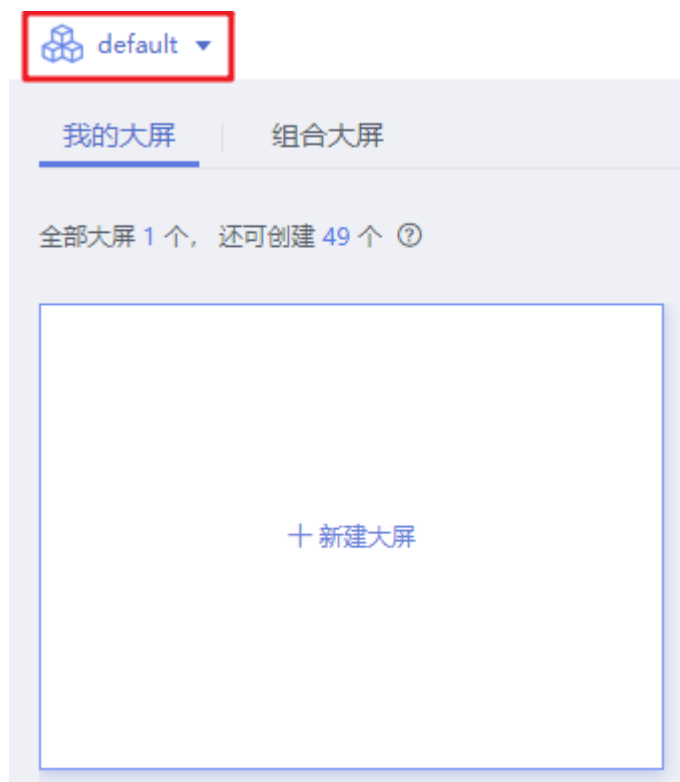 default
我的大屏 组合大屏
全部大屏 1 个, 还可创建 49 个 ?
+ 新建大屏